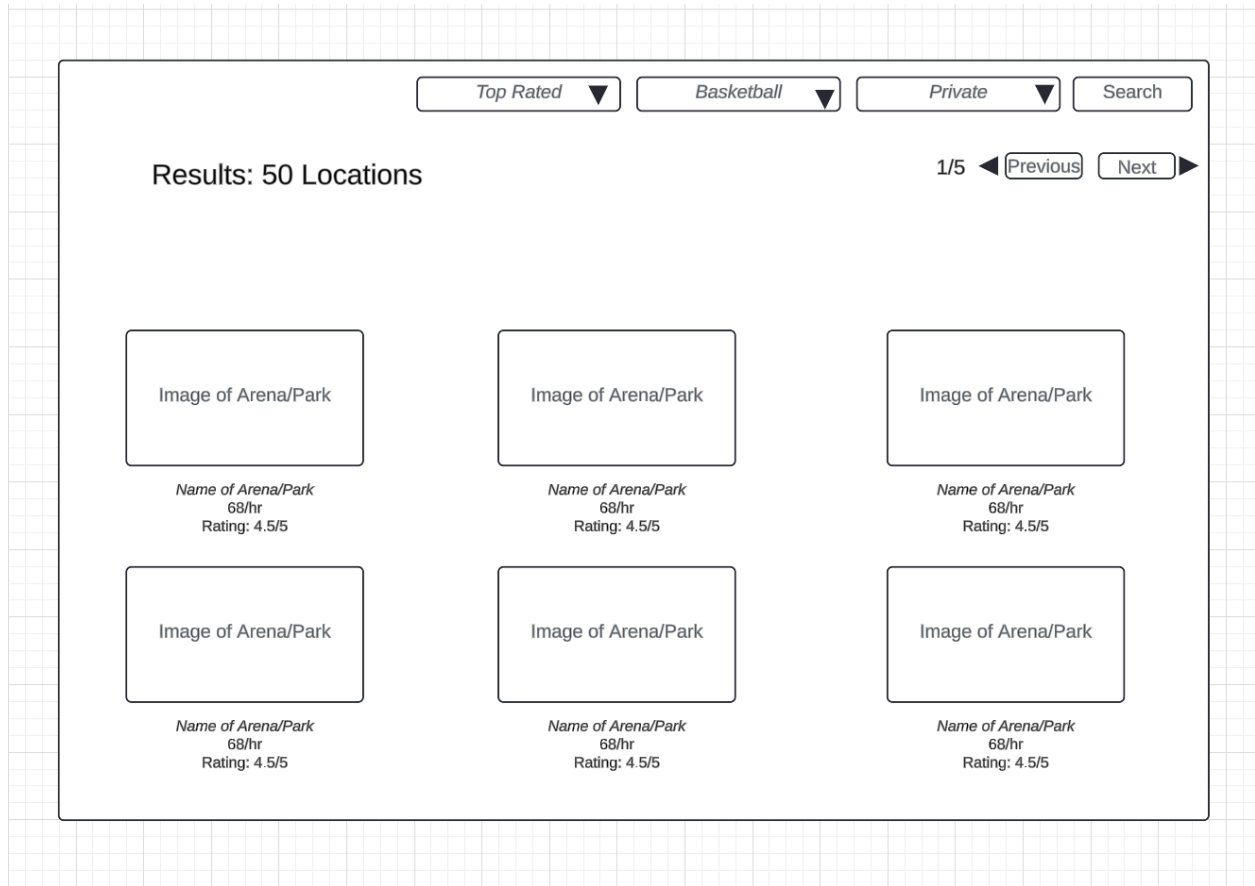 Top Rated
Basketball
Private
Search
Results: 50 Locations
1/5
Previous
Next
Image of Arena/Park
Image of Arena/Park
Image of Arena/Park
Name of Arena/Park
68/hr
Rating: 4.5/5
Name of Arena/Park
68/hr
Rating: 4.5/5
Name of Arena/Park
68/hr
Rating: 4.5/5
Image of Arena/Park
Image of Arena/Park
Image of Arena/Park
Name of Arena/Park
68/hr
Rating: 4.5/5
Name of Arena/Park
68/hr
Rating: 4.5/5
Name of Arena/Park
68/hr
Rating: 4.5/5